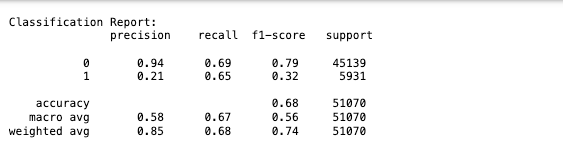 Classification Report:
precision recall f1-score support
0 0.94 0.69 0.79 45139
1 0.21 0.65 0.32 5931
accuracy 0.68 51070
macro avg 0.58 0.67 0.56 51070
weighted avg 0.85 0.68 0.74 51070